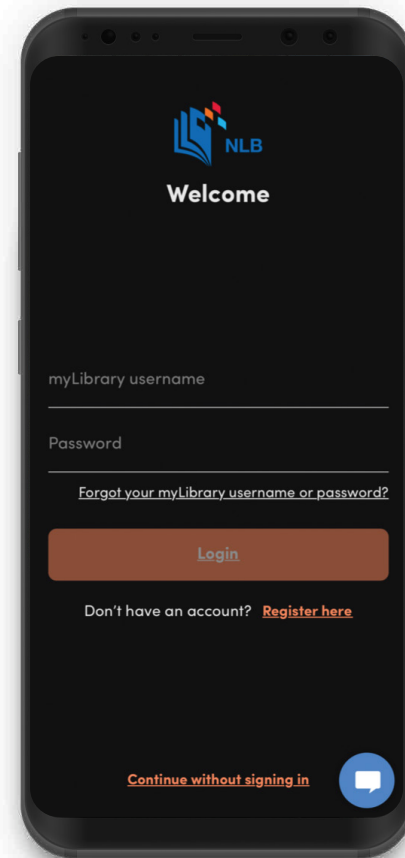 NLB
Welcome
myLibrary username
Password
Forgot your myLibrary username or password?
Login
Don't have an account? Register here
Continue without signing in